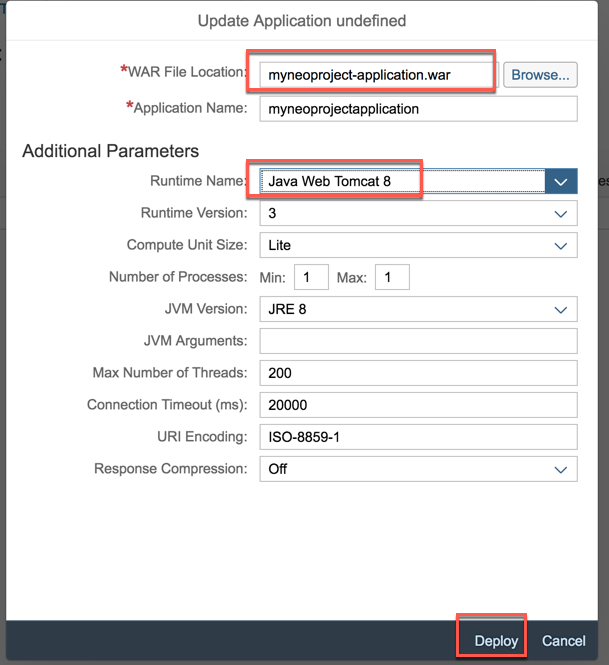 Update Application undefined
*WAR File Location: myneoproject-application.war Browse...
*Application Name: myneoprojectapplication
Additional Parameters
Runtime Name: Java Web Tomcat 8
Runtime Version: 3
Compute Unit Size: Lite
Number of Processes: Min: 1 Max: 1
JVM Version: JRE 8
JVM Arguments:
Max Number of Threads: 200
Connection Timeout (ms): 20000
URI Encoding: ISO-8859-1
Response Compression: Off
Deploy Cancel